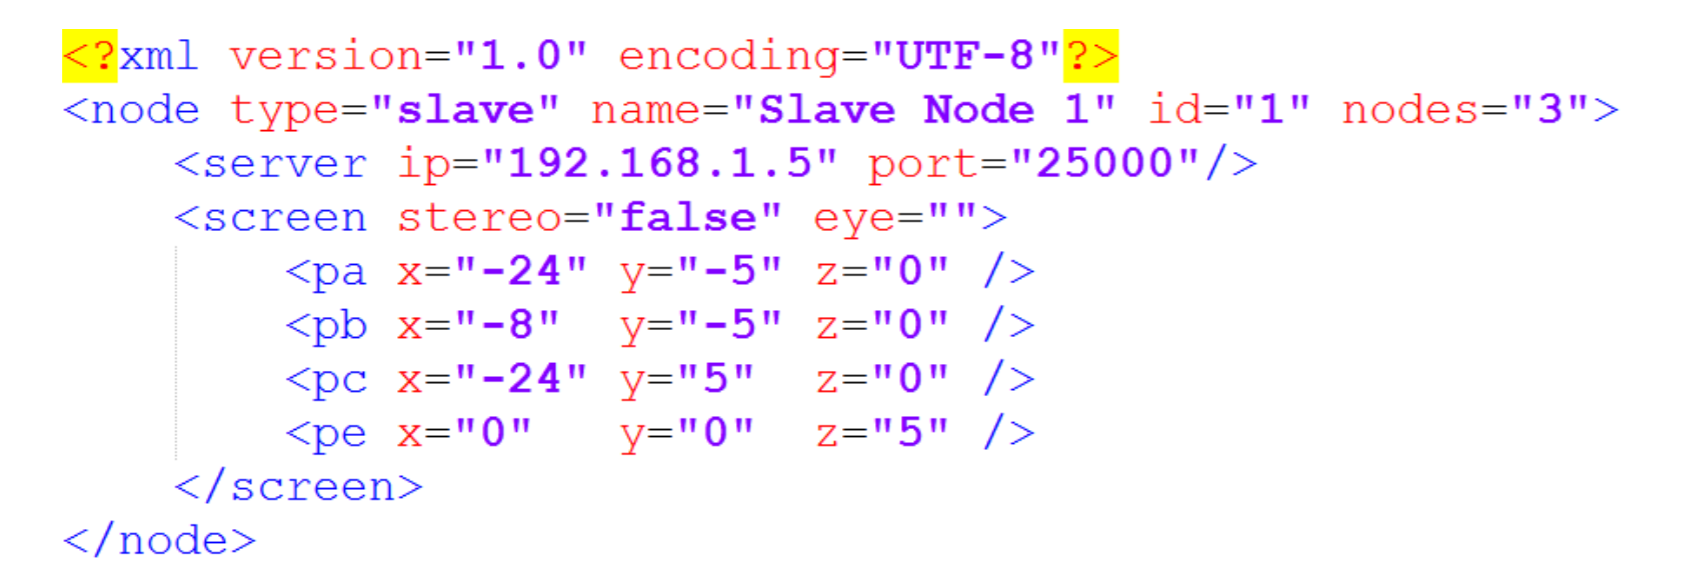 <?xml version="1.0" encoding="UTF-8"?>
<node type="slave" name="Slave Node 1" id="1" nodes="3">
    <server ip="192.168.1.5" port="25000"/>
    <screen stereo="false" eye="">
        <pa x="-24" y="-5" z="0" />
        <pb x="-8"  y="-5" z="0" />
        <pc x="-24" y="5"  z="0" />
        <pe x="0"   y="0"  z="5" />
    </screen>
</node>